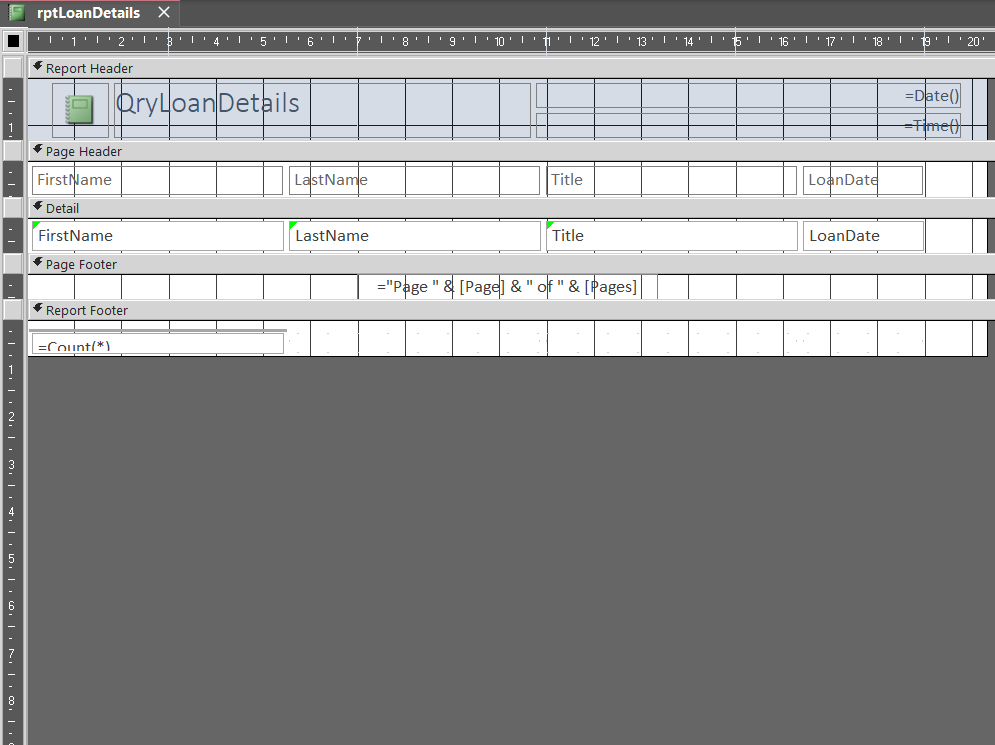 rptLoanDetails
1 2 3 4 5 6 7 8 9 10 11 12 13 14 15 16 17 18 19 20
Report Header
QryLoanDetails
=Date()
=Time()
1
Page Header
FirstName LastName Title LoanDate
Detail
FirstName LastName Title LoanDate
Page Footer
="Page " & [Page] & " of " & [Pages]
Report Footer
=Count(*)
1
2
3
4
5
6
7
8